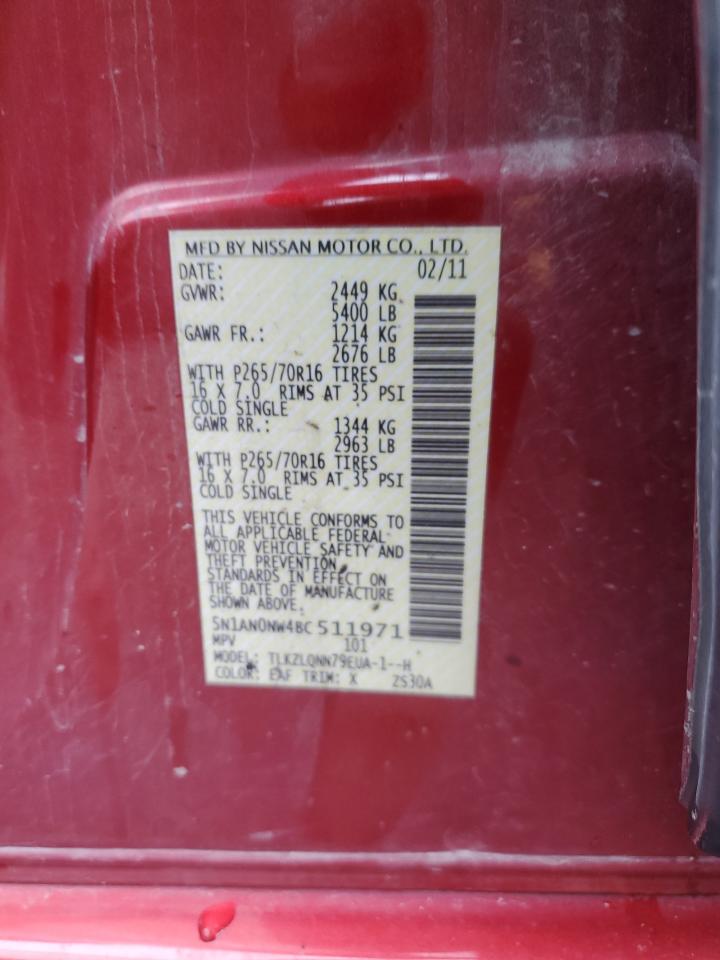 MFD BY NISSAN MOTOR CO., LTD.
DATE: 02/11
GVWR: 2449 KG
5400 LB
GAWR FR.: 1214 KG
2676 LB
WITH P265/70R16 TIRES
16 X 7.0 RIMS AT 35 PSI
COLD SINGLE
GAWR RR.: 1344 KG
2963 LB
WITH P265/70R16 TIRES
16 X 7.0 RIMS AT 35 PSI
COLD SINGLE
THIS VEHICLE CONFORMS TO
ALL APPLICABLE FEDERAL
MOTOR VEHICLE SAFETY AND
THEFT PREVENTION
STANDARDS IN EFFECT ON
THE DATE OF MANUFACTURE
SHOWN ABOVE.
5N1AN0NW4BC511971
MPV 101
MODEL: TLKZLQNN79EUA-1--H
COLOR: EAF TRIM: X 2S30A